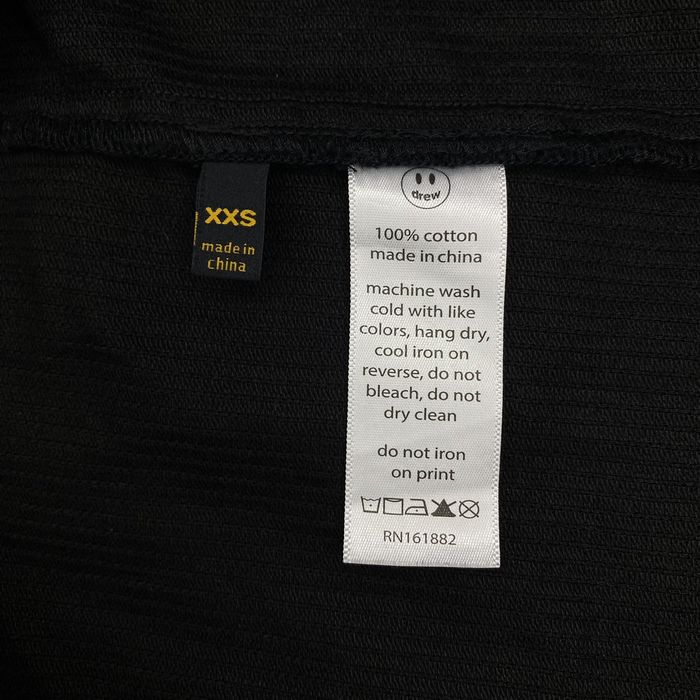 XXS
made in
china
drew
100% cotton
made in china
machine wash
cold with like
colors, hang dry,
cool iron on
reverse, do not
bleach, do not
dry clean
do not iron
on print
RN161882